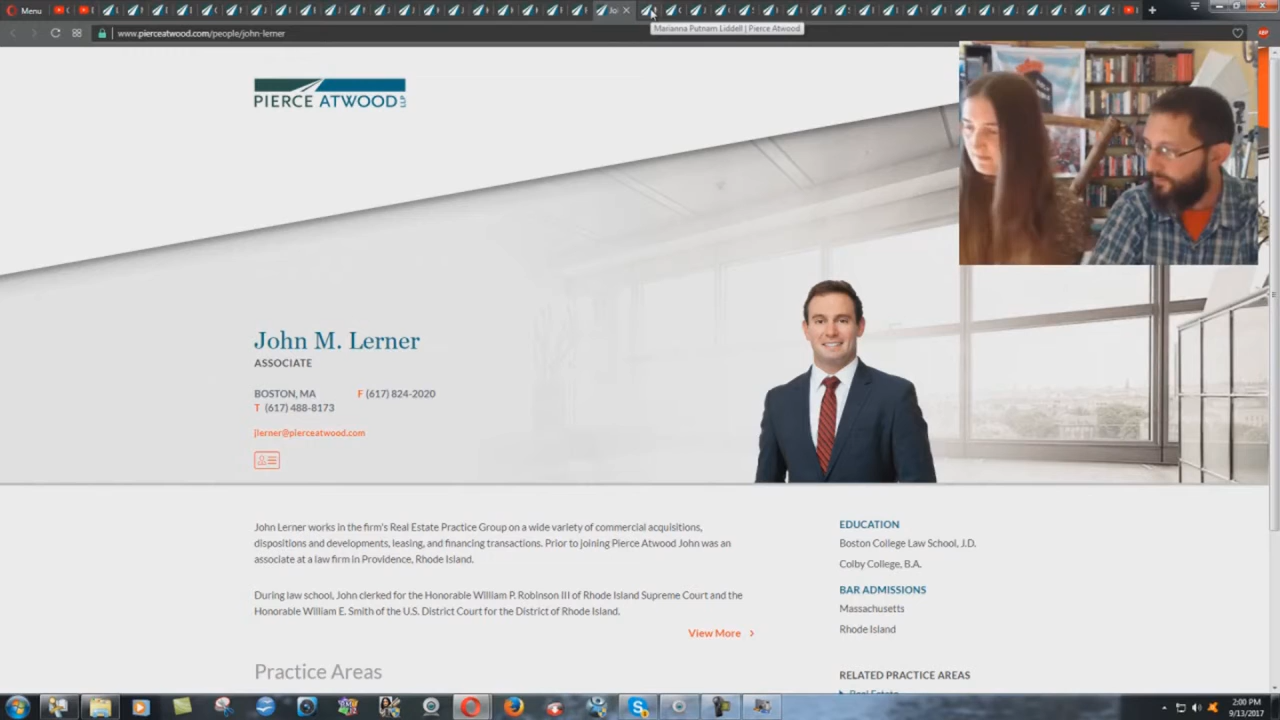 Menu
Jo
www.pierceatwood.com/people/john-lerner
Marianna Putnam Liddell | Pierce Atwood
PIERCE ATWOOD LLP
John M. Lerner
ASSOCIATE
BOSTON, MA F (617) 824-2020
T (617) 488-8173
jlerner@pierceatwood.com
John Lerner works in the firm's Real Estate Practice Group on a wide variety of commercial acquisitions,
dispositions and developments, leasing, and financing transactions. Prior to joining Pierce Atwood John was an
associate at a law firm in Providence, Rhode Island.
During law school, John clerked for the Honorable William P. Robinson III of Rhode Island Supreme Court and the
Honorable William E. Smith of the U.S. District Court for the District of Rhode Island.
View More
Practice Areas
EDUCATION
Boston College Law School, J.D.
Colby College, B.A.
BAR ADMISSIONS
Massachusetts
Rhode Island
RELATED PRACTICE AREAS
Real Estate
2:00 PM
9/13/2017